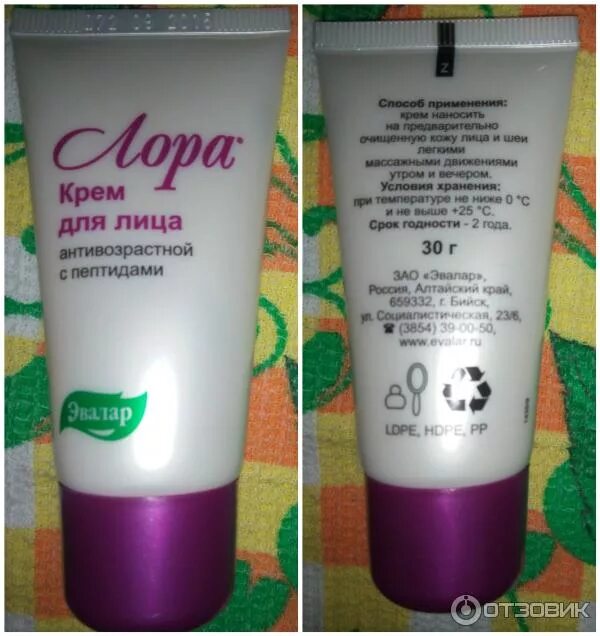 172 09 2016
Лора®
Крем
для лица
антивозрастной
с пептидами
Эвалар
Z
Способ применения:
крем наносить
на предварительно
очищенную кожу лица и шеи
легкими
массажными движениями
утром и вечером.
Условия хранения:
при температуре не ниже 0 °С
и не выше +25 °С.
Срок годности - 2 года.
30 г
ЗАО «Эвалар»,
Россия, Алтайский край,
659332, г. Бийск,
ул. Социалистическая, 23/6,
☎ (3854) 39-00-50,
www.evalar.ru
LDPE, HDPE, PP
ОТЗОВИК